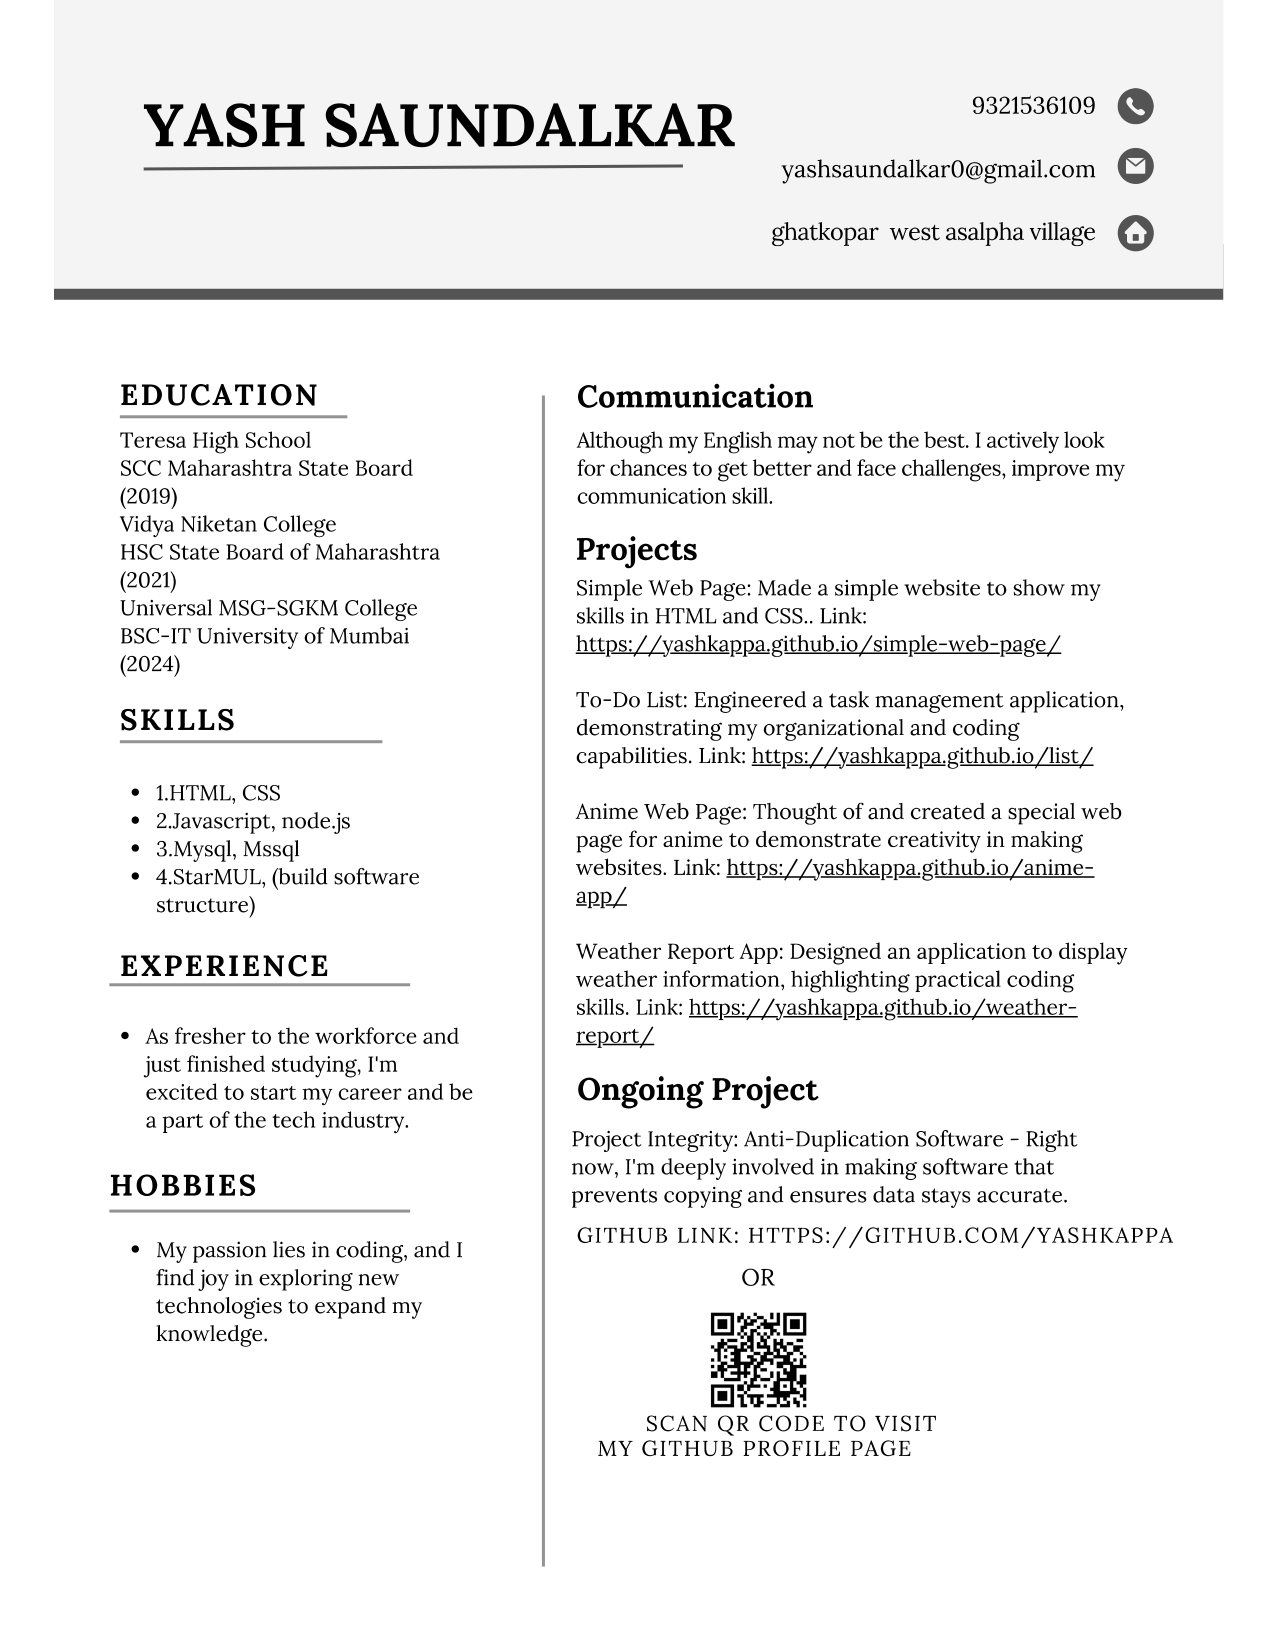 YASH SAUNDALKAR
9321536109
yashsaundalkar0@gmail.com
ghatkopar  west asalpha village
EDUCATION
Teresa High School
SCC Maharashtra State Board
(2019)
Vidya Niketan College
HSC State Board of Maharashtra
(2021)
Universal MSG-SGKM College
BSC-IT University of Mumbai
(2024)
SKILLS
• 1.HTML, CSS
• 2.Javascript, node.js
• 3.Mysql, Mssql
• 4.StarMUL, (build software
structure)
EXPERIENCE
• As fresher to the workforce and
just finished studying, I'm
excited to start my career and be
a part of the tech industry.
HOBBIES
• My passion lies in coding, and I
find joy in exploring new
technologies to expand my
knowledge.
Communication
Although my English may not be the best. I actively look
for chances to get better and face challenges, improve my
communication skill.
Projects
Simple Web Page: Made a simple website to show my
skills in HTML and CSS.. Link:
https://yashkappa.github.io/simple-web-page/
To-Do List: Engineered a task management application,
demonstrating my organizational and coding
capabilities. Link: https://yashkappa.github.io/list/
Anime Web Page: Thought of and created a special web
page for anime to demonstrate creativity in making
websites. Link: https://yashkappa.github.io/anime-
app/
Weather Report App: Designed an application to display
weather information, highlighting practical coding
skills. Link: https://yashkappa.github.io/weather-
report/
Ongoing Project
Project Integrity: Anti-Duplication Software - Right
now, I'm deeply involved in making software that
prevents copying and ensures data stays accurate.
GITHUB LINK: HTTPS://GITHUB.COM/YASHKAPPA
OR
SCAN QR CODE TO VISIT
MY GITHUB PROFILE PAGE